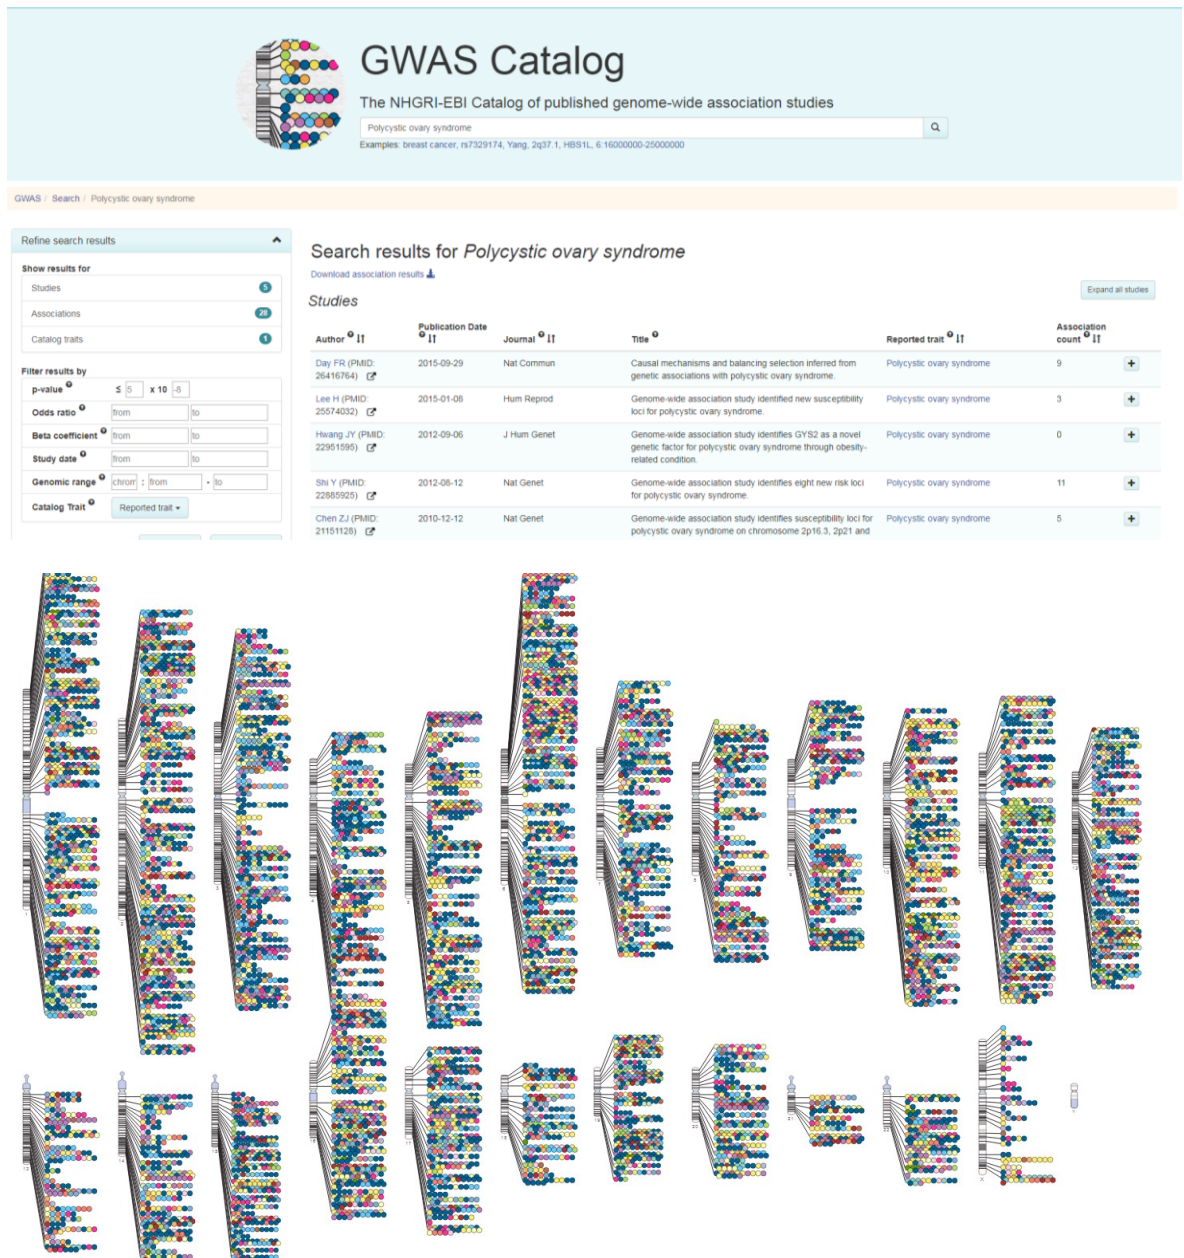 GWAS Catalog
The NHGRI-EBI Catalog of published genome-wide association studies
Polycystic ovary syndrome
Examples: breast cancer, rs7329174, Yang, 2q37.1, HBS1L, 6:16000000-25000000
GWAS / Search / Polycystic ovary syndrome
Refine search results
Show results for
Studies 5
Associations 28
Catalog traits 1
Filter results by
p-value ≤ 5 x 10 -8
Odds ratio from to
Beta coefficient from to
Study date from to
Genomic range chrom : from - to
Catalog Trait Reported trait
Search results for Polycystic ovary syndrome
Download association results
Studies
Expand all studies
Author Publication Date Journal Title Reported trait Association count
Day FR (PMID: 26416764) 2015-09-29 Nat Commun Causal mechanisms and balancing selection inferred from Polycystic ovary syndrome 9 +
genetic associations with polycystic ovary syndrome.
Lee H (PMID: 25574032) 2015-01-08 Hum Reprod Genome-wide association study identified new susceptibility Polycystic ovary syndrome 3 +
loci for polycystic ovary syndrome.
Hwang JY (PMID: 22951595) 2012-09-06 J Hum Genet Genome-wide association study identifies GYS2 as a novel Polycystic ovary syndrome 0 +
genetic factor for polycystic ovary syndrome through obesity-
related condition.
Shi Y (PMID: 22885925) 2012-08-12 Nat Genet Genome-wide association study identifies eight new risk loci Polycystic ovary syndrome 11 +
for polycystic ovary syndrome.
Chen ZJ (PMID: 21151128) 2010-12-12 Nat Genet Genome-wide association study identifies susceptibility loci for Polycystic ovary syndrome 5 +
polycystic ovary syndrome on chromosome 2p16.3, 2p21 and